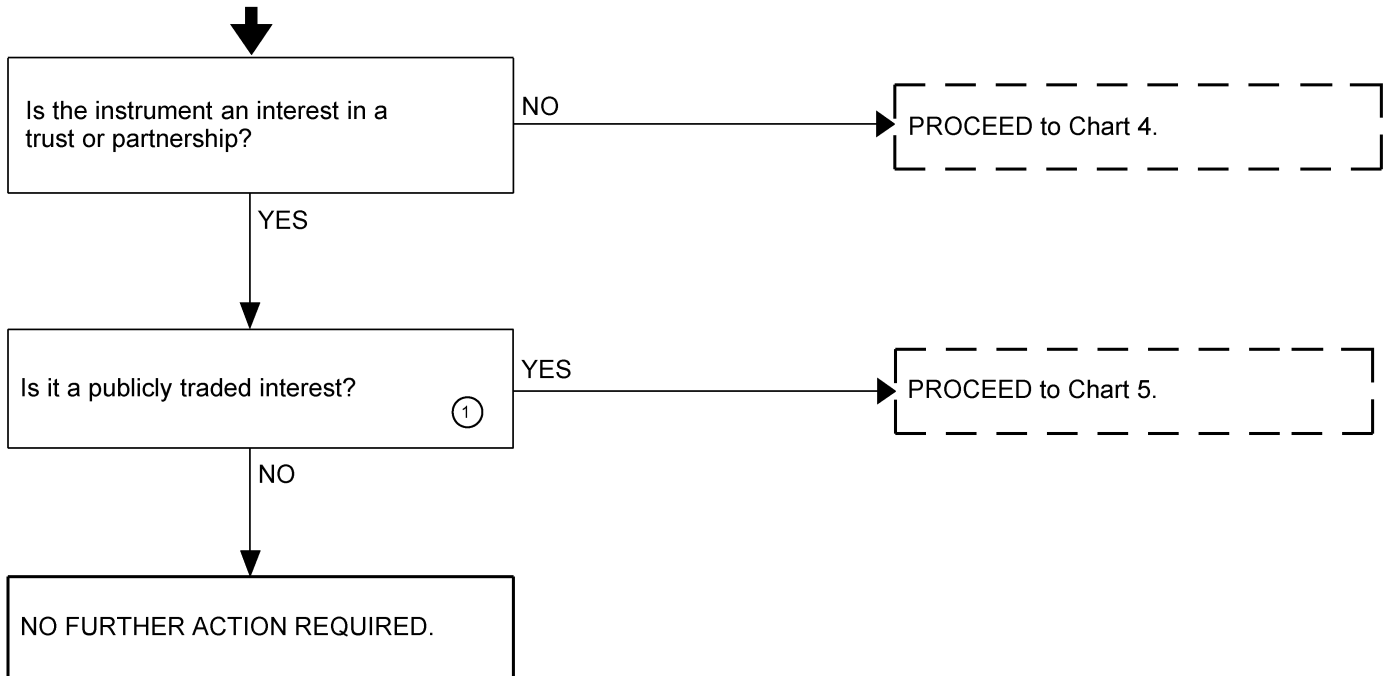 Is the instrument an interest in a
trust or partnership?
NO
PROCEED to Chart 4.
YES
Is it a publicly traded interest?
1
YES
PROCEED to Chart 5.
NO
NO FURTHER ACTION REQUIRED.